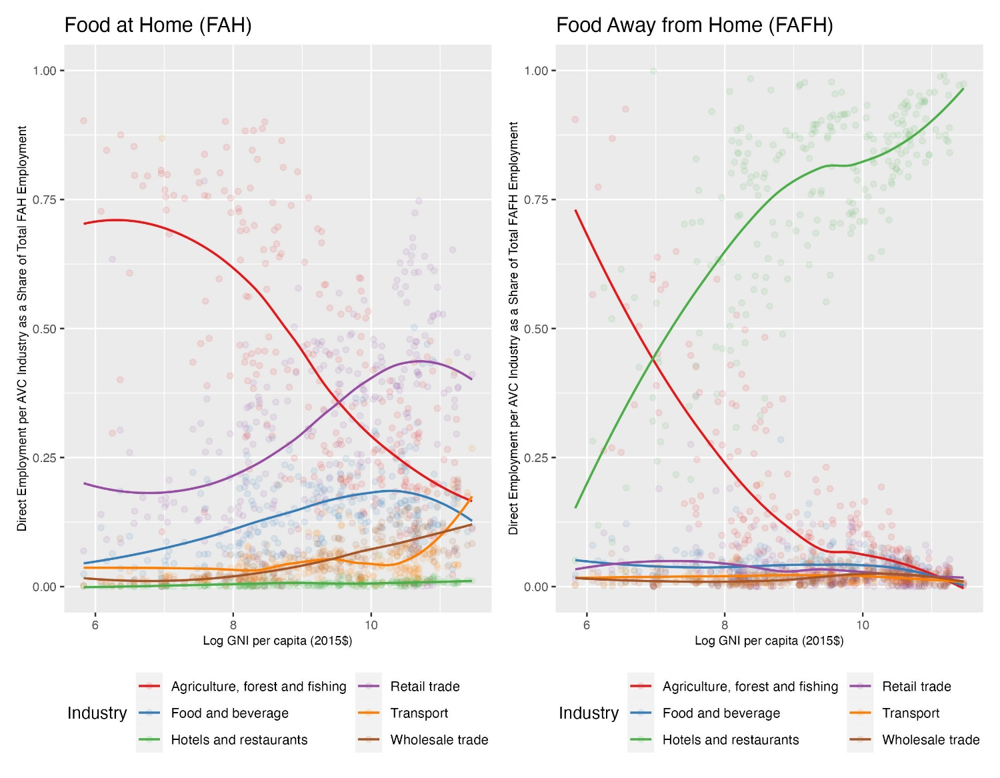 Food at Home (FAH)
Direct Employment per AVC Industry as a Share of Total FAH Employment
1.00
0.75
0.50
0.25
0.00
6
8
10
Log GNI per capita (2015$)
Industry
Agriculture, forest and fishing
Food and beverage
Hotels and restaurants
Retail trade
Transport
Wholesale trade
Food Away from Home (FAFH)
Direct Employment per AVC Industry as a Share of Total FAFH Employment
1.00
0.75
0.50
0.25
0.00
6
8
10
Log GNI per capita (2015$)
Industry
Agriculture, forest and fishing
Food and beverage
Hotels and restaurants
Retail trade
Transport
Wholesale trade